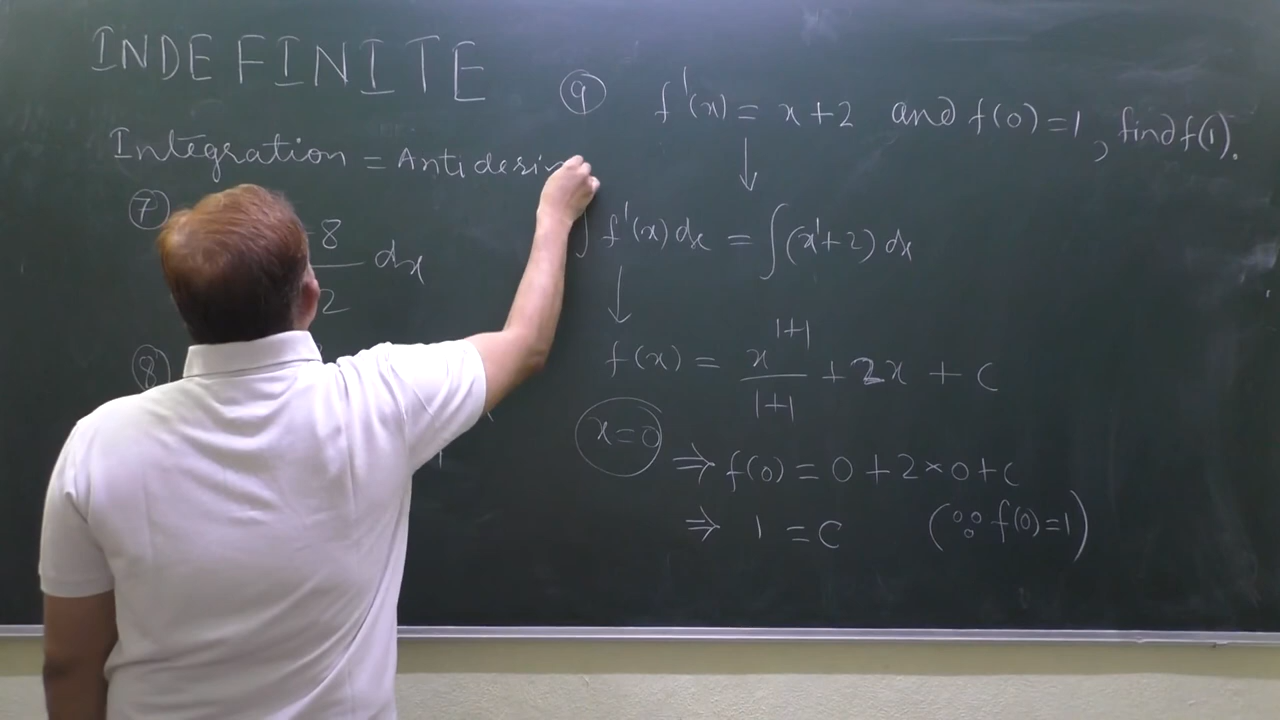 INDEFINITE
Integration = Antideriv
7
-8
dx
2
8
9 f'(x) = x+2 and f(0)=1, find f(1).
∫ f'(x) dx = ∫(x¹+2) dx
f(x) = x^(1+1)/(1+1) + 2x + c
x=0 ⇒ f(0) = 0 + 2×0 + c
⇒ 1 = c (∵ f(0)=1)